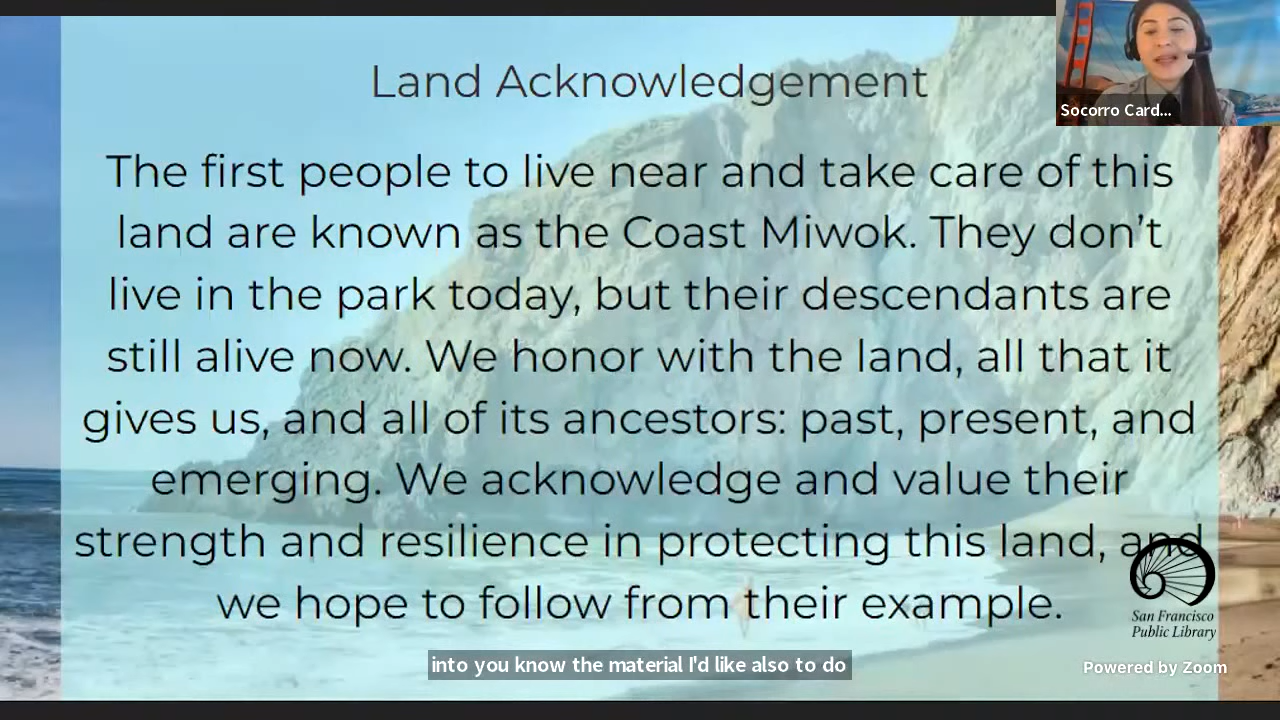 Land Acknowledgement
Socorro Card...
The first people to live near and take care of this
land are known as the Coast Miwok. They don’t
live in the park today, but their descendants are
still alive now. We honor with the land, all that it
gives us, and all of its ancestors: past, present, and
emerging. We acknowledge and value their
strength and resilience in protecting this land, and
we hope to follow from their example.
San Francisco
Public Library
into you know the material I'd like also to do
Powered by Zoom